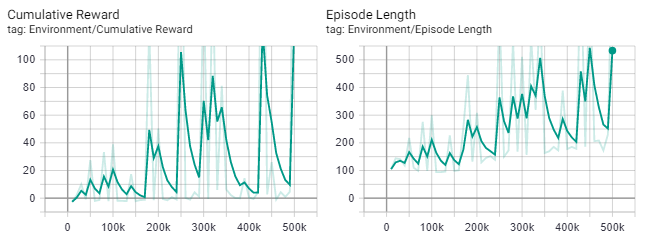 Cumulative Reward
tag: Environment/Cumulative Reward
100
80
60
40
20
0
0 100k 200k 300k 400k 500k
Episode Length
tag: Environment/Episode Length
500
400
300
200
100
0
0 100k 200k 300k 400k 500k